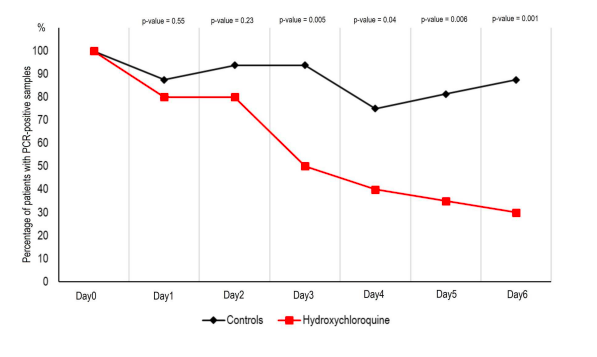 %
p-value = 0.55
p-value = 0.23
p-value = 0.005
p-value = 0.04
p-value = 0.006
p-value = 0.001
Percentage of patients with PCR-positive samples
100
90
80
70
60
50
40
30
20
10
0
Day0
Day1
Day2
Day3
Day4
Day5
Day6
Controls
Hydroxychloroquine